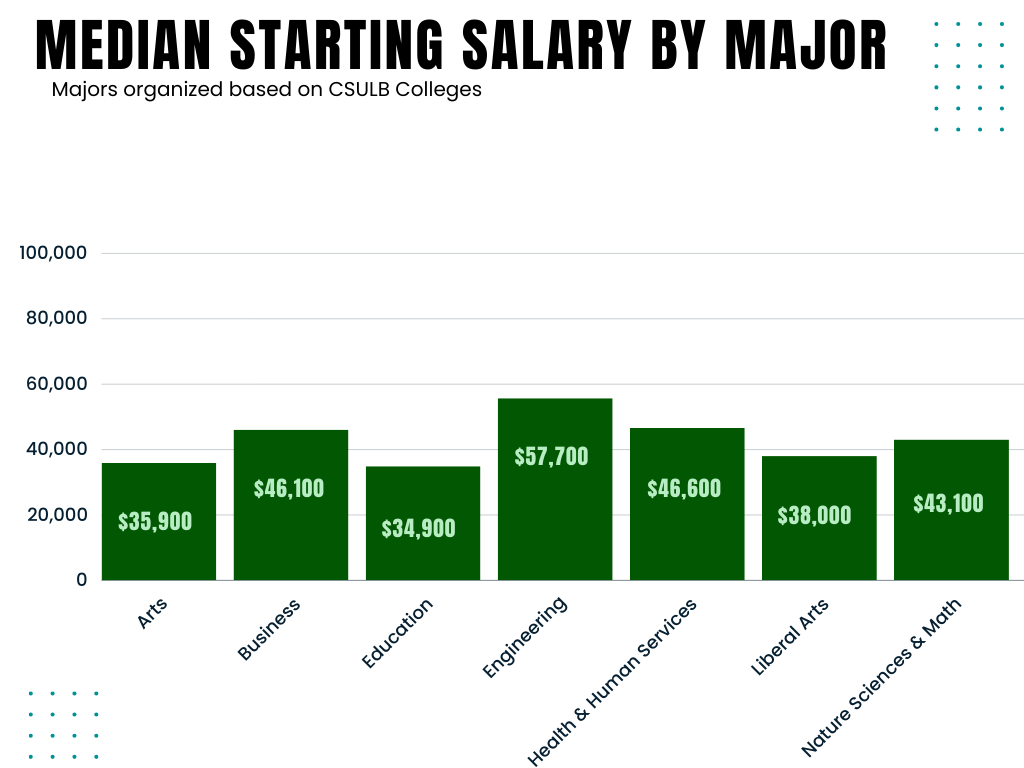 MEDIAN STARTING SALARY BY MAJOR
Majors organized based on CSULB Colleges
100,000
80,000
60,000
40,000
20,000
0
$35,900
$46,100
$34,900
$57,700
$46,600
$38,000
$43,100
Arts
Business
Education
Engineering
Health & Human Services
Liberal Arts
Nature Sciences & Math